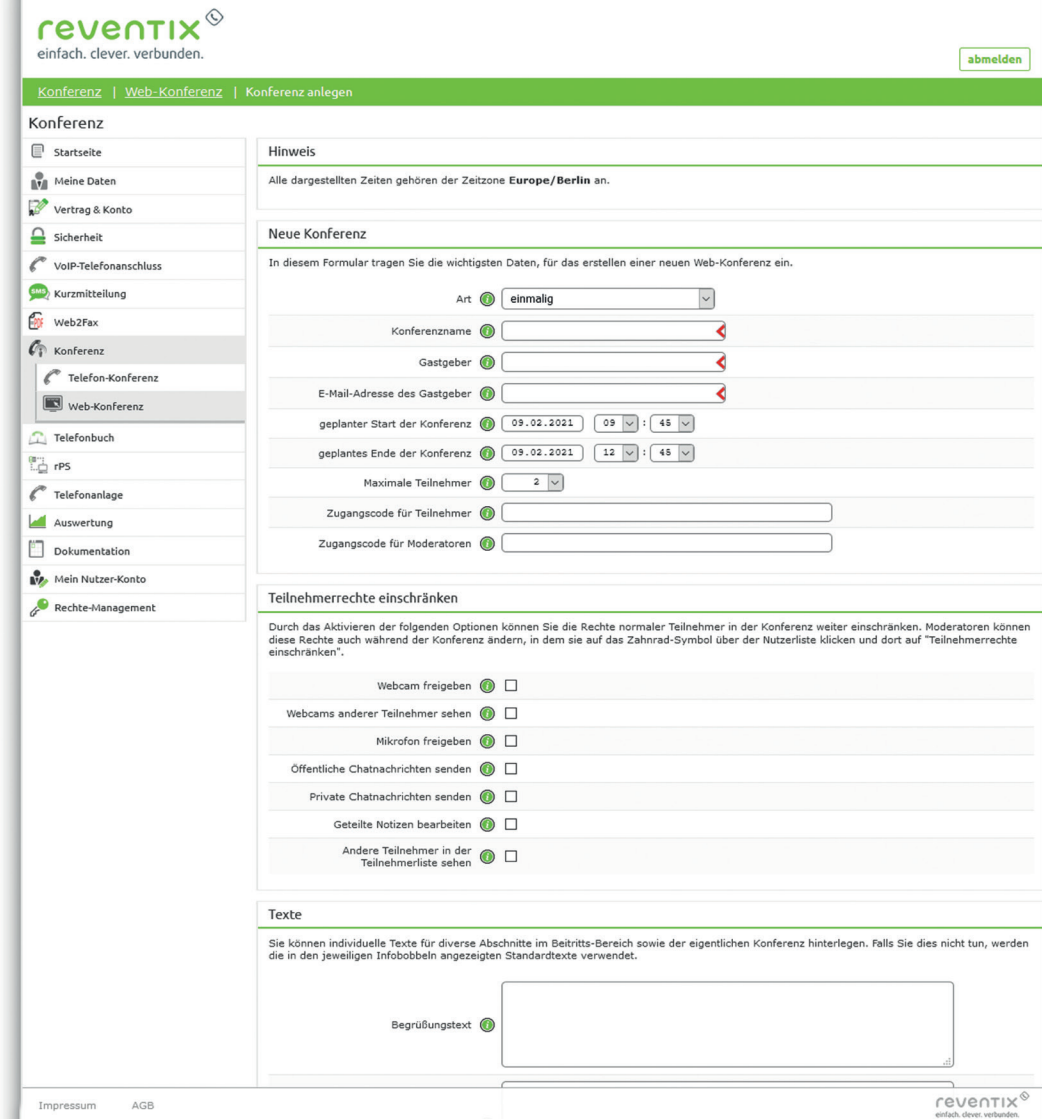 reventix
einfach. clever. verbunden.
abmelden
Konferenz | Web-Konferenz | Konferenz anlegen
Konferenz
Startseite
Meine Daten
Vertrag & Konto
Sicherheit
VoIP-Telefonanschluss
SMS Kurzmitteilung
Web2Fax
Konferenz
Telefon-Konferenz
Web-Konferenz
Telefonbuch
rPS
Telefonanlage
Auswertung
Dokumentation
Mein Nutzer-Konto
Rechte-Management
Hinweis
Alle dargestellten Zeiten gehören der Zeitzone Europe/Berlin an.
Neue Konferenz
In diesem Formular tragen Sie die wichtigsten Daten, für das erstellen einer neuen Web-Konferenz ein.
Art einmalig
Konferenzname
Gastgeber
E-Mail-Adresse des Gastgeber
geplanter Start der Konferenz 09.02.2021 09 : 45
geplantes Ende der Konferenz 09.02.2021 12 : 45
Maximale Teilnehmer 2
Zugangscode für Teilnehmer
Zugangscode für Moderatoren
Teilnehmerrechte einschränken
Durch das Aktivieren der folgenden Optionen können Sie die Rechte normaler Teilnehmer in der Konferenz weiter einschränken. Moderatoren können
diese Rechte auch während der Konferenz ändern, in dem sie auf das Zahnrad-Symbol über der Nutzerliste klicken und dort auf "Teilnehmerrechte
einschränken".
Webcam freigeben
Webcams anderer Teilnehmer sehen
Mikrofon freigeben
Öffentliche Chatnachrichten senden
Private Chatnachrichten senden
Geteilte Notizen bearbeiten
Andere Teilnehmer in der
Teilnehmerliste sehen
Texte
Sie können individuelle Texte für diverse Abschnitte im Beitritts-Bereich sowie der eigentlichen Konferenz hinterlegen. Falls Sie dies nicht tun, werden
die in den jeweiligen Infobobbeln angezeigten Standardtexte verwendet.
Begrüßungstext
Impressum AGB
reventix
einfach. clever. verbunden.